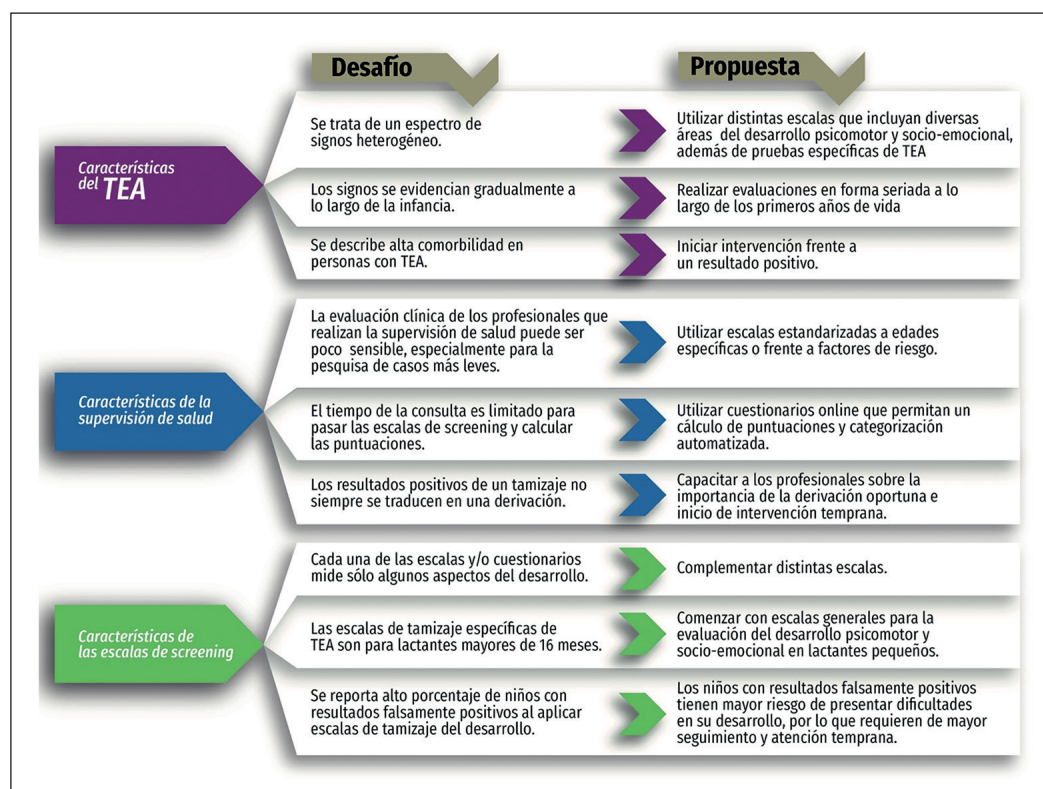 Desafío
Propuesta
Características
del TEA
Se trata de un espectro de
signos heterogéneo.
Utilizar distintas escalas que incluyan diversas
áreas del desarrollo psicomotor y socio-emocional,
además de pruebas específicas de TEA
Los signos se evidencian gradualmente a
lo largo de la infancia.
Realizar evaluaciones en forma seriada a lo
largo de los primeros años de vida
Se describe alta comorbilidad en
personas con TEA.
Iniciar intervención frente a
un resultado positivo.
Características de la
supervisión de salud
La evaluación clínica de los profesionales que
realizan la supervisión de salud puede ser
poco sensible, especialmente para la
pesquisa de casos más leves.
Utilizar escalas estandarizadas a edades
específicas o frente a factores de riesgo.
El tiempo de la consulta es limitado para
pasar las escalas de screening y calcular
las puntuaciones.
Utilizar cuestionarios online que permitan un
cálculo de puntuaciones y categorización
automatizada.
Los resultados positivos de un tamizaje no
siempre se traducen en una derivación.
Capacitar a los profesionales sobre la
importancia de la derivación oportuna e
inicio de intervención temprana.
Características de
las escalas de screening
Cada una de las escalas y/o cuestionarios
mide sólo algunos aspectos del desarrollo.
Complementar distintas escalas.
Las escalas de tamizaje específicas de
TEA son para lactantes mayores de 16 meses.
Comenzar con escalas generales para la
evaluación del desarrollo psicomotor y
socio-emocional en lactantes pequeños.
Se reporta alto porcentaje de niños con
resultados falsamente positivos al aplicar
escalas de tamizaje del desarrollo.
Los niños con resultados falsamente positivos
tienen mayor riesgo de presentar dificultades
en su desarrollo, por lo que requieren de mayor
seguimiento y atención temprana.